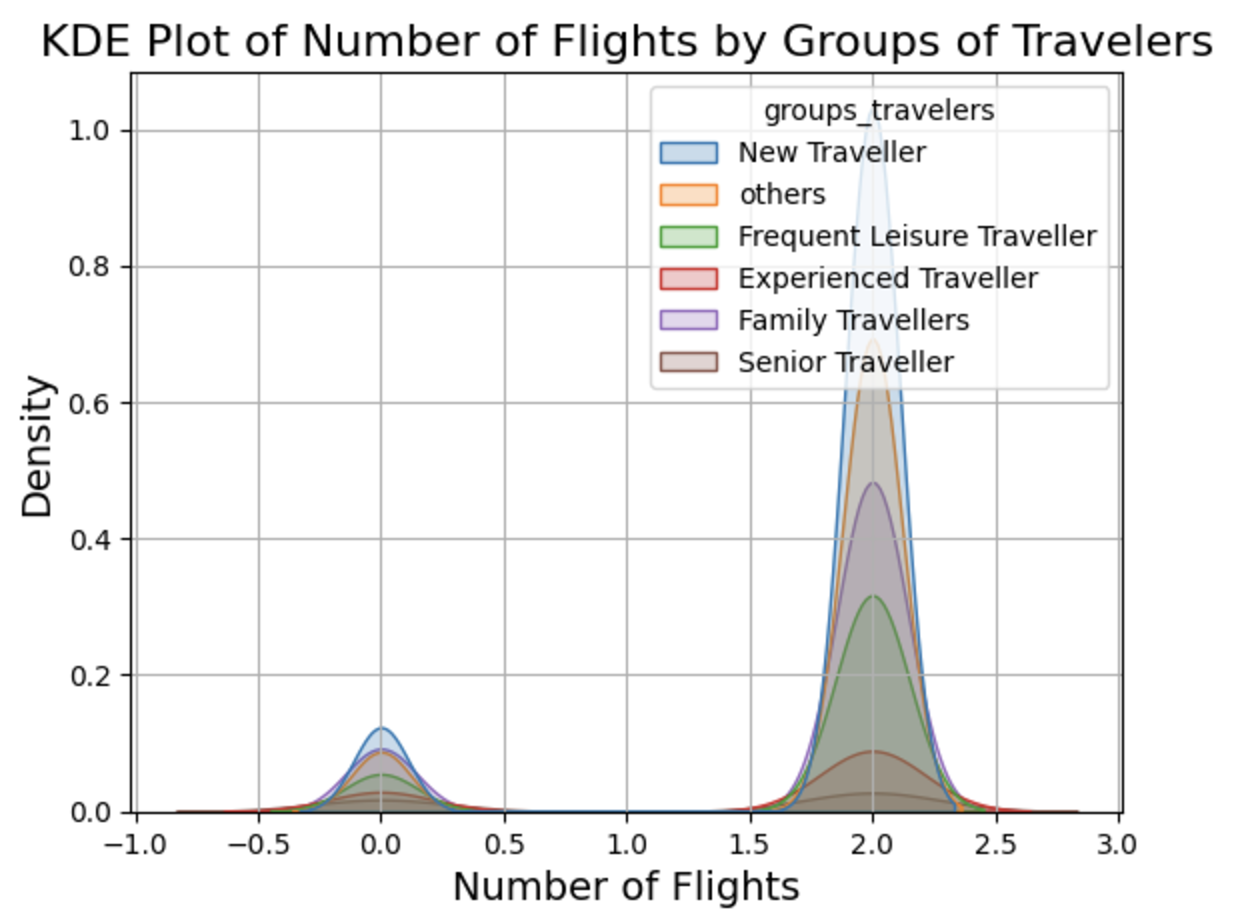 KDE Plot of Number of Flights by Groups of Travelers
groups_travelers
New Traveller
others
Frequent Leisure Traveller
Experienced Traveller
Family Travellers
Senior Traveller
1.0
0.8
0.6
0.4
0.2
0.0
Density
−1.0 −0.5 0.0 0.5 1.0 1.5 2.0 2.5 3.0
Number of Flights